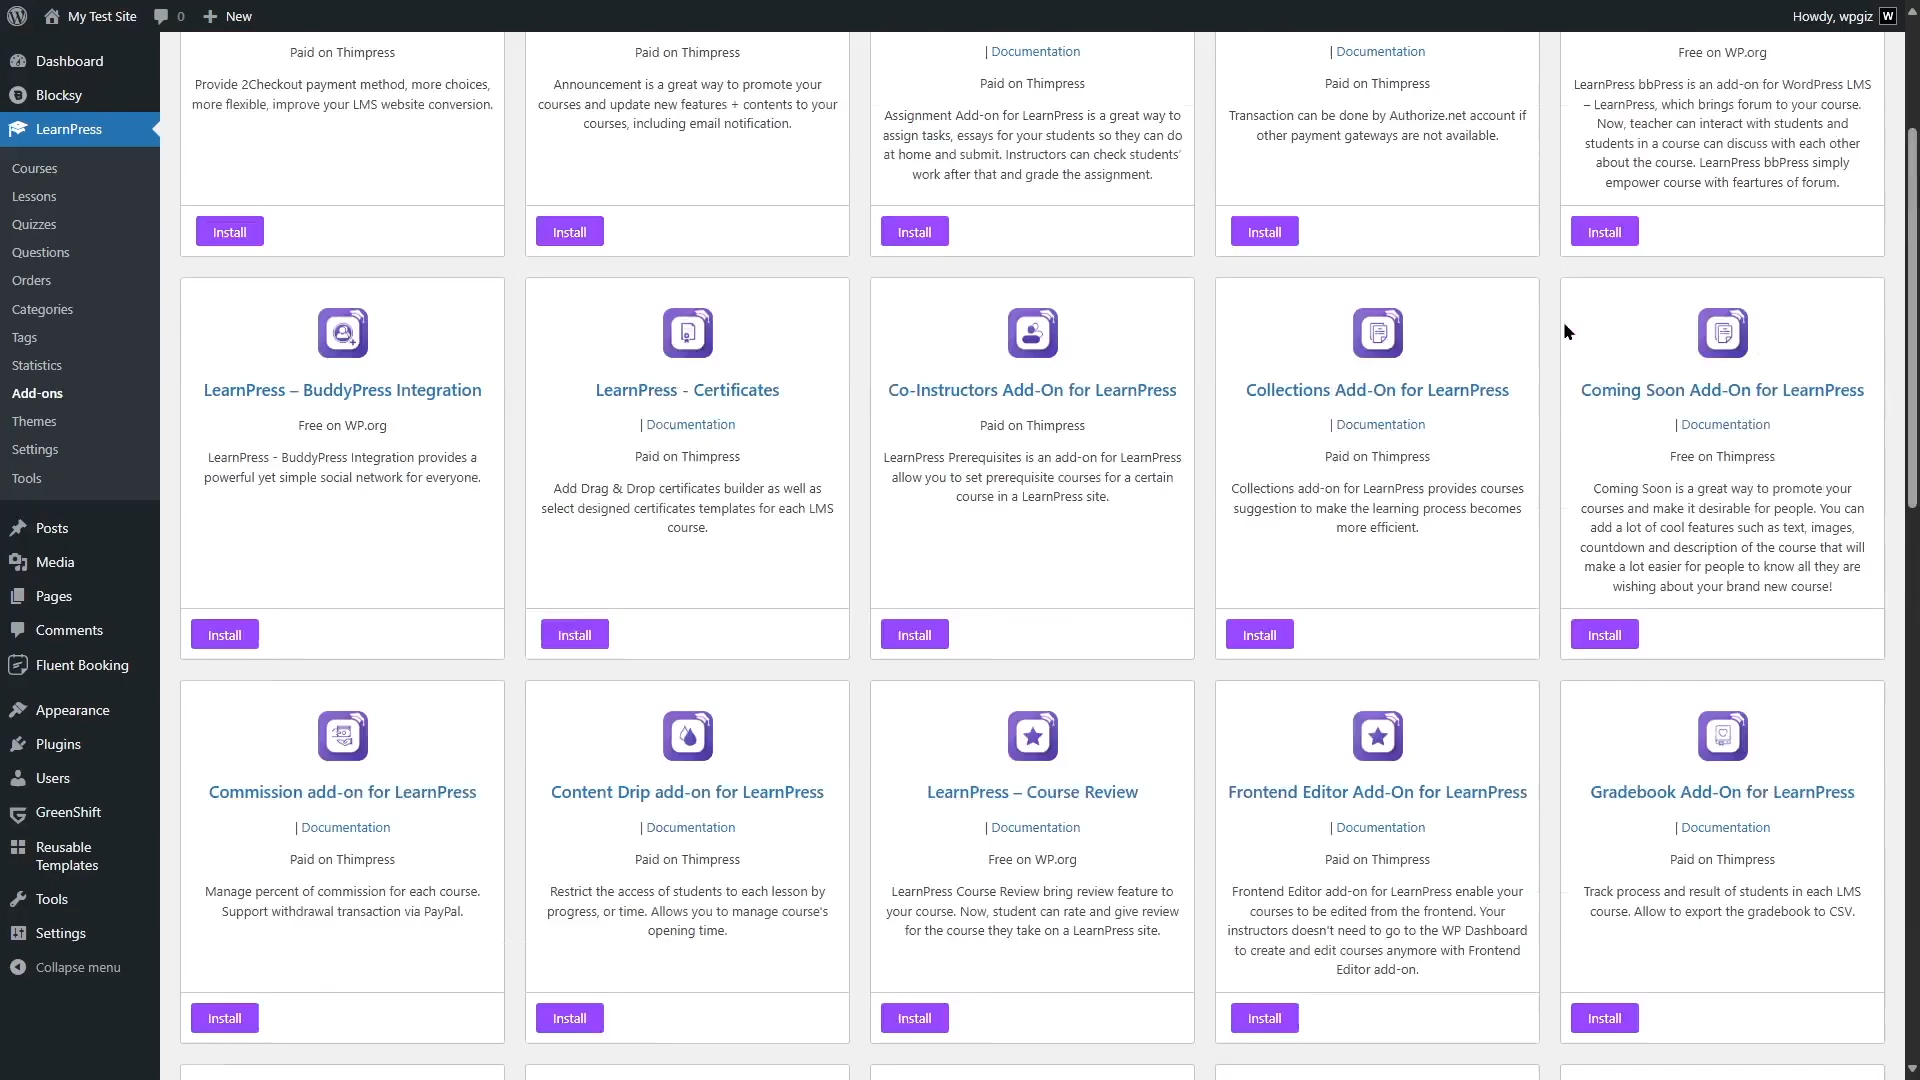 My Test Site
0
New
Howdy, wpgiz
W
Dashboard
Blocksy
LearnPress
Courses
Lessons
Quizzes
Questions
Orders
Categories
Tags
Statistics
Add-ons
Themes
Settings
Tools
Posts
Media
Pages
Comments
Fluent Booking
Appearance
Plugins
Users
GreenShift
Reusable
Templates
Tools
Settings
Collapse menu
Paid on Thimpress
Provide 2Checkout payment method, more choices,
more flexible, improve your LMS website conversion.
Install
Paid on Thimpress
Announcement is a great way to promote your
courses and update new features + contents to your
courses, including email notification.
Install
| Documentation
Paid on Thimpress
Assignment Add-on for LearnPress is a great way to
assign tasks, essays for your students so they can do
at home and submit. Instructors can check students'
work after that and grade the assignment.
Install
| Documentation
Paid on Thimpress
Transaction can be done by Authorize.net account if
other payment gateways are not available.
Install
Free on WP.org
LearnPress bbPress is an add-on for WordPress LMS
– LearnPress, which brings forum to your course.
Now, teacher can interact with students and
students in a course can discuss with each other
about the course. LearnPress bbPress simply
empower course with feartures of forum.
Install
LearnPress – BuddyPress Integration
Free on WP.org
LearnPress - BuddyPress Integration provides a
powerful yet simple social network for everyone.
Install
LearnPress - Certificates
| Documentation
Paid on Thimpress
Add Drag & Drop certificates builder as well as
select designed certificates templates for each LMS
course.
Install
Co-Instructors Add-On for LearnPress
Paid on Thimpress
LearnPress Prerequisites is an add-on for LearnPress
allow you to set prerequisite courses for a certain
course in a LearnPress site.
Install
Collections Add-On for LearnPress
| Documentation
Paid on Thimpress
Collections add-on for LearnPress provides courses
suggestion to make the learning process becomes
more efficient.
Install
Coming Soon Add-On for LearnPress
| Documentation
Free on Thimpress
Coming Soon is a great way to promote your
courses and make it desirable for people. You can
add a lot of cool features such as text, images,
countdown and description of the course that will
make a lot easier for people to know all they are
wishing about your brand new course!
Install
Commission add-on for LearnPress
| Documentation
Paid on Thimpress
Manage percent of commission for each course.
Support withdrawal transaction via PayPal.
Install
Content Drip add-on for LearnPress
| Documentation
Paid on Thimpress
Restrict the access of students to each lesson by
progress, or time. Allows you to manage course's
opening time.
Install
LearnPress – Course Review
| Documentation
Free on WP.org
LearnPress Course Review bring review feature to
your course. Now, student can rate and give review
for the course they take on a LearnPress site.
Install
Frontend Editor Add-On for LearnPress
| Documentation
Paid on Thimpress
Frontend Editor add-on for LearnPress enable your
courses to be edited from the frontend. Your
instructors doesn't need to go to the WP Dashboard
to create and edit courses anymore with Frontend
Editor add-on.
Install
Gradebook Add-On for LearnPress
| Documentation
Paid on Thimpress
Track process and result of students in each LMS
course. Allow to export the gradebook to CSV.
Install